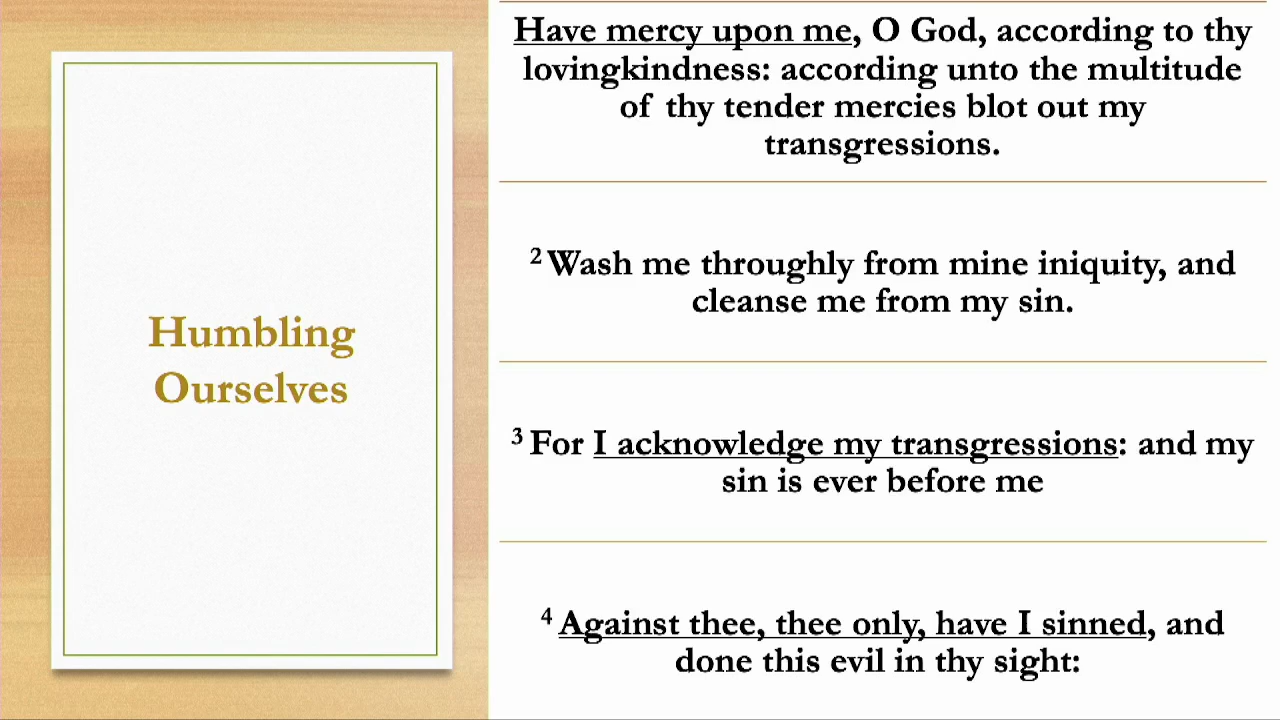 Humbling
Ourselves
Have mercy upon me, O God, according to thy
lovingkindness: according unto the multitude
of thy tender mercies blot out my
transgressions.
2 Wash me throughly from mine iniquity, and
cleanse me from my sin.
3 For I acknowledge my transgressions: and my
sin is ever before me
4 Against thee, thee only, have I sinned, and
done this evil in thy sight: